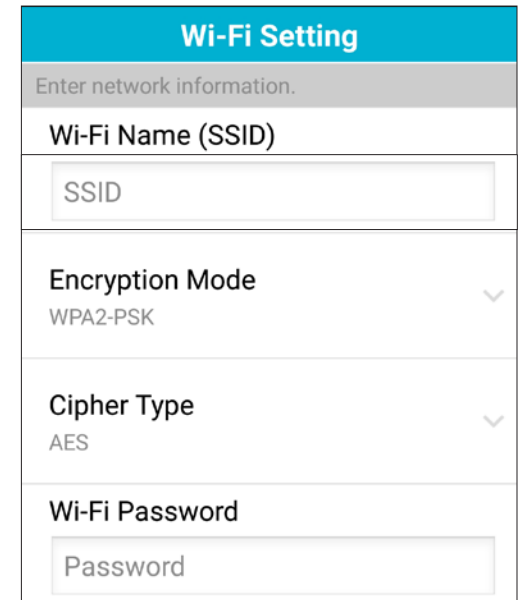 Wi-Fi Setting
Enter network information.
Wi-Fi Name (SSID)
SSID
Encryption Mode
WPA2-PSK
Cipher Type
AES
Wi-Fi Password
Password